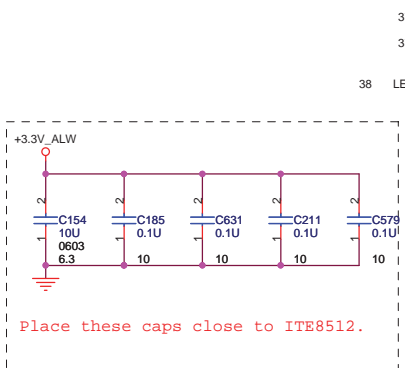 3
3
38 LE
+3.3V_ALW
2 2 2 2 2
C154 C185 C631 C211 C579
10U 0.1U 0.1U 0.1U 0.1U
1 1 1 1 1
0603
6.3 10 10 10 10
Place these caps close to ITE8512.